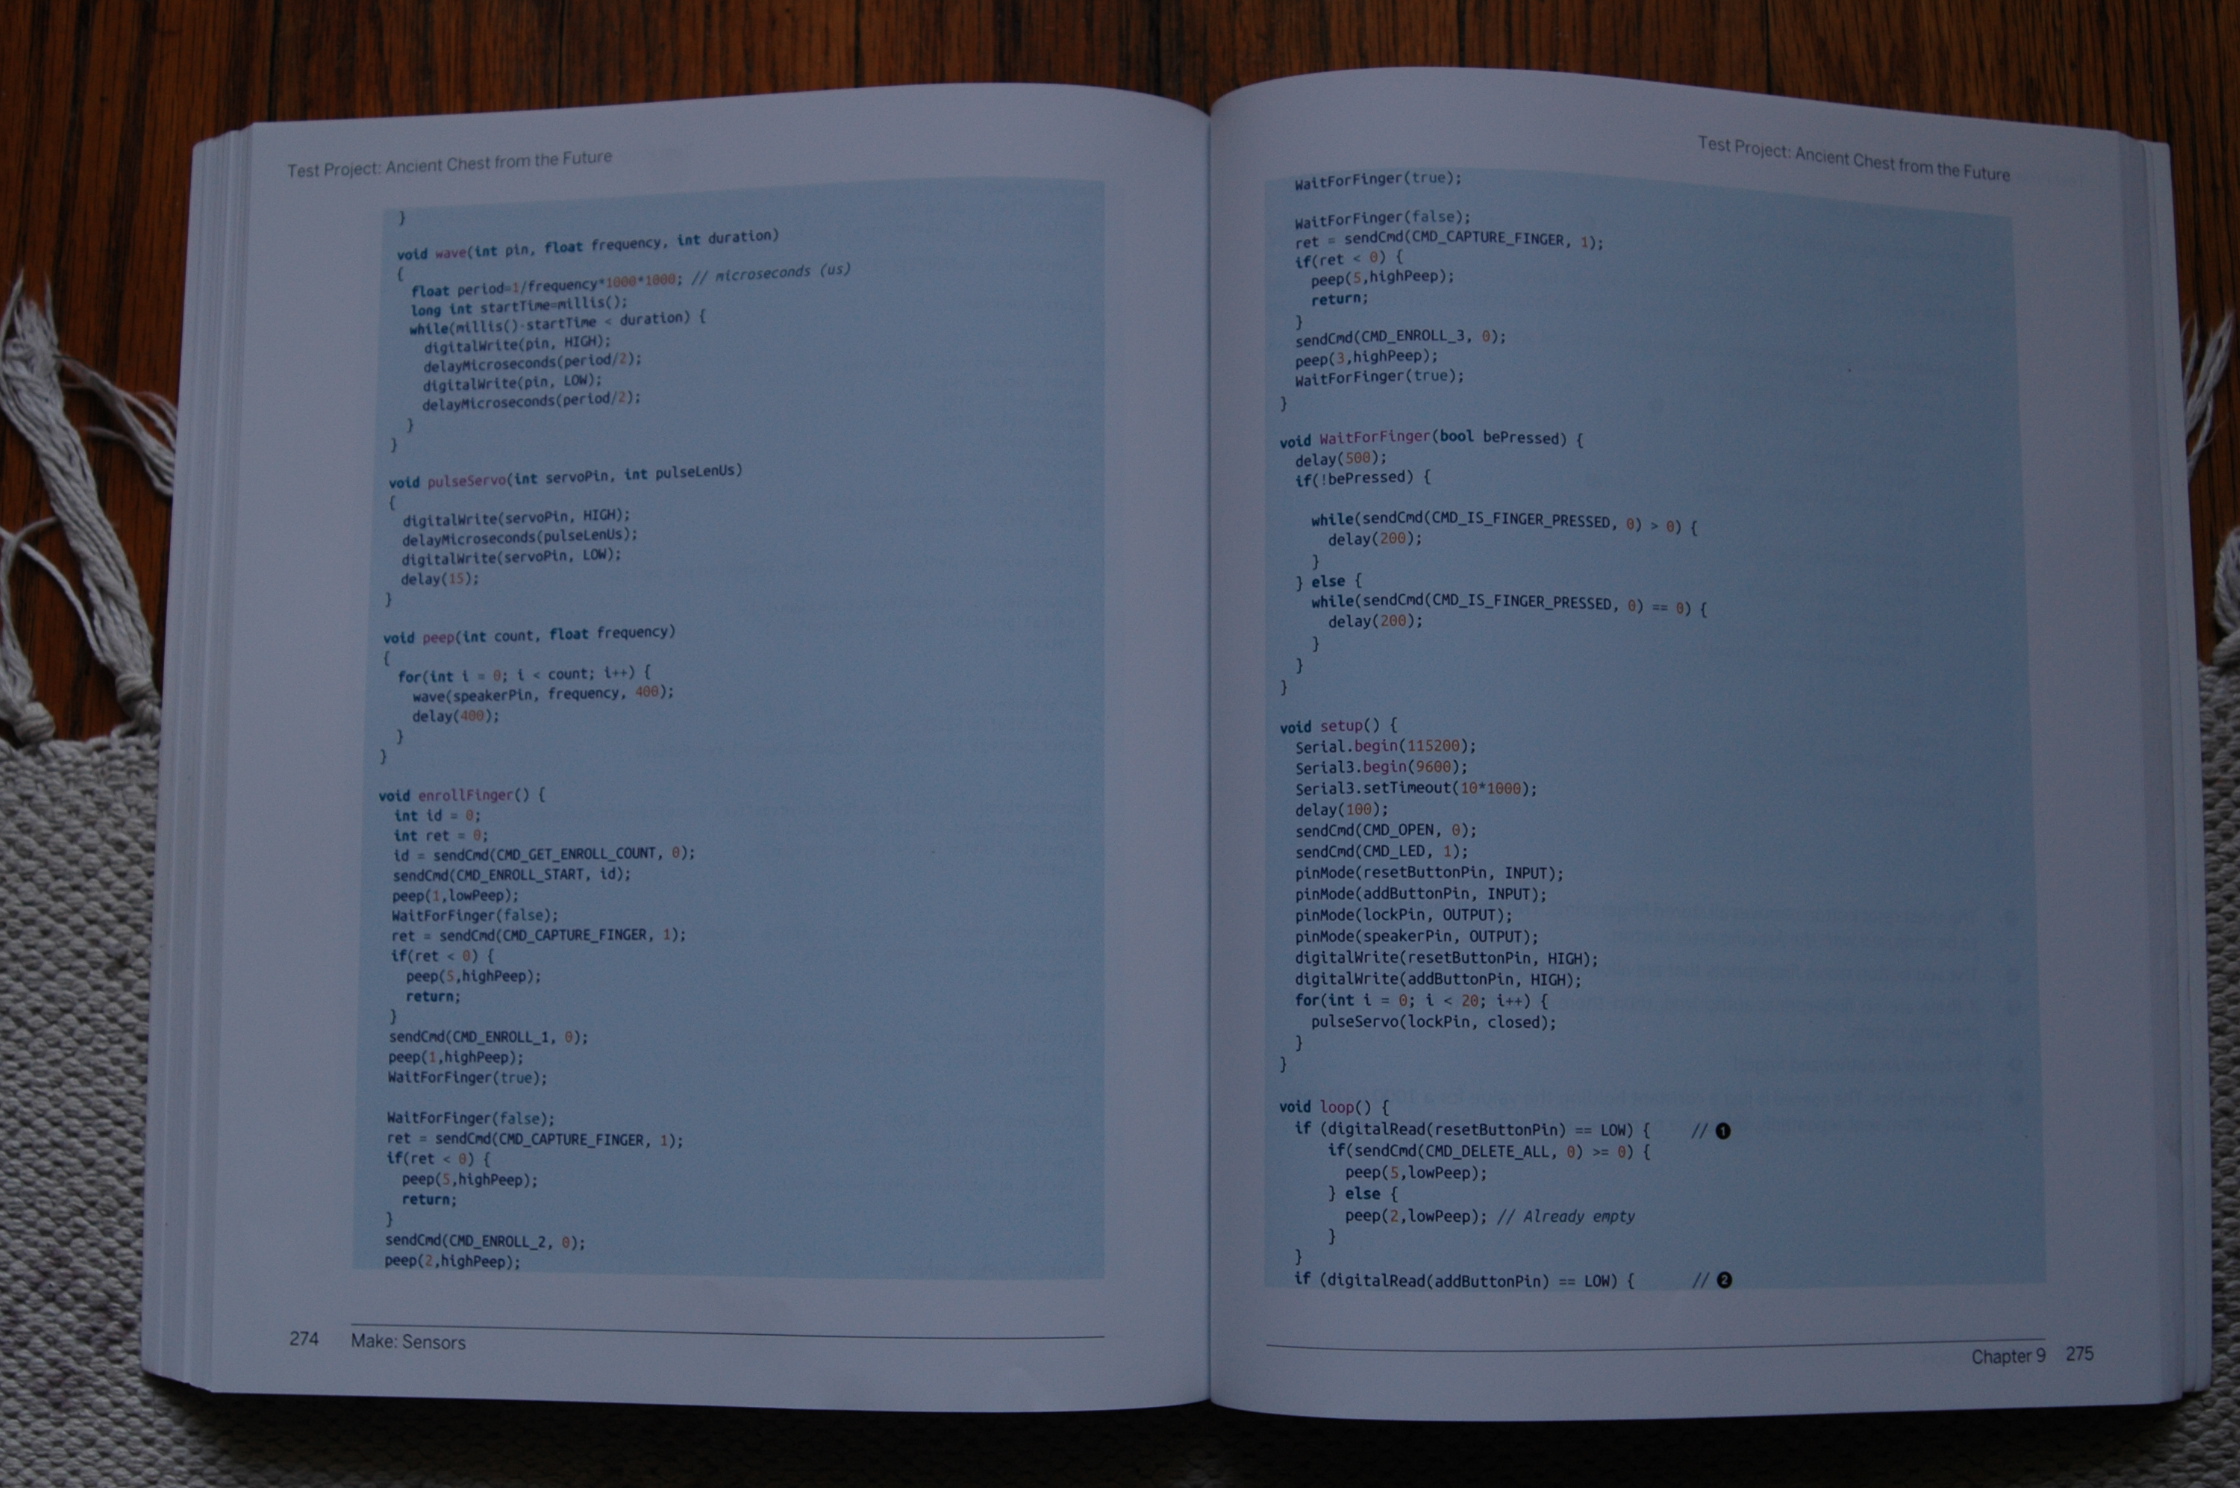 Test Project: Ancient Chest from the Future
}
void wave(int pin, float frequency, int duration)
{
float period=1/frequency*1000*1000; // microseconds (us)
long int startTime=millis();
while(millis()-startTime < duration) {
digitalWrite(pin, HIGH);
delayMicroseconds(period/2);
digitalWrite(pin, LOW);
delayMicroseconds(period/2);
}
}
void pulseServo(int servoPin, int pulseLenUs)
{
digitalWrite(servoPin, HIGH);
delayMicroseconds(pulseLenUs);
digitalWrite(servoPin, LOW);
delay(15);
}
void peep(int count, float frequency)
{
for(int i = 0; i < count; i++) {
wave(speakerPin, frequency, 400);
delay(400);
}
}
void enrollFinger() {
int id = 0;
int ret = 0;
id = sendCmd(CMD_GET_ENROLL_COUNT, 0);
sendCmd(CMD_ENROLL_START, id);
peep(1,lowPeep);
WaitForFinger(false);
ret = sendCmd(CMD_CAPTURE_FINGER, 1);
if(ret < 0) {
peep(5,highPeep);
return;
}
sendCmd(CMD_ENROLL_1, 0);
peep(1,highPeep);
WaitForFinger(true);
WaitForFinger(false);
ret = sendCmd(CMD_CAPTURE_FINGER, 1);
if(ret < 0) {
peep(5,highPeep);
return;
}
sendCmd(CMD_ENROLL_2, 0);
peep(2,highPeep);
274 Make: Sensors
Test Project: Ancient Chest from the Future
WaitForFinger(true);
WaitForFinger(false);
ret = sendCmd(CMD_CAPTURE_FINGER, 1);
if(ret < 0) {
peep(5,highPeep);
return;
}
sendCmd(CMD_ENROLL_3, 0);
peep(3,highPeep);
WaitForFinger(true);
}
void WaitForFinger(bool bePressed) {
delay(500);
if(!bePressed) {
while(sendCmd(CMD_IS_FINGER_PRESSED, 0) > 0) {
delay(200);
}
} else {
while(sendCmd(CMD_IS_FINGER_PRESSED, 0) == 0) {
delay(200);
}
}
}
void setup() {
Serial.begin(115200);
Serial3.begin(9600);
Serial3.setTimeout(10*1000);
delay(100);
sendCmd(CMD_OPEN, 0);
sendCmd(CMD_LED, 1);
pinMode(resetButtonPin, INPUT);
pinMode(addButtonPin, INPUT);
pinMode(lockPin, OUTPUT);
pinMode(speakerPin, OUTPUT);
digitalWrite(resetButtonPin, HIGH);
digitalWrite(addButtonPin, HIGH);
for(int i = 0; i < 20; i++) {
pulseServo(lockPin, closed);
}
}
void loop() {
if (digitalRead(resetButtonPin) == LOW) { // ❶
if(sendCmd(CMD_DELETE_ALL, 0) >= 0) {
peep(5,lowPeep);
} else {
peep(2,lowPeep); // Already empty
}
}
if (digitalRead(addButtonPin) == LOW) { // ❷
Chapter 9 275